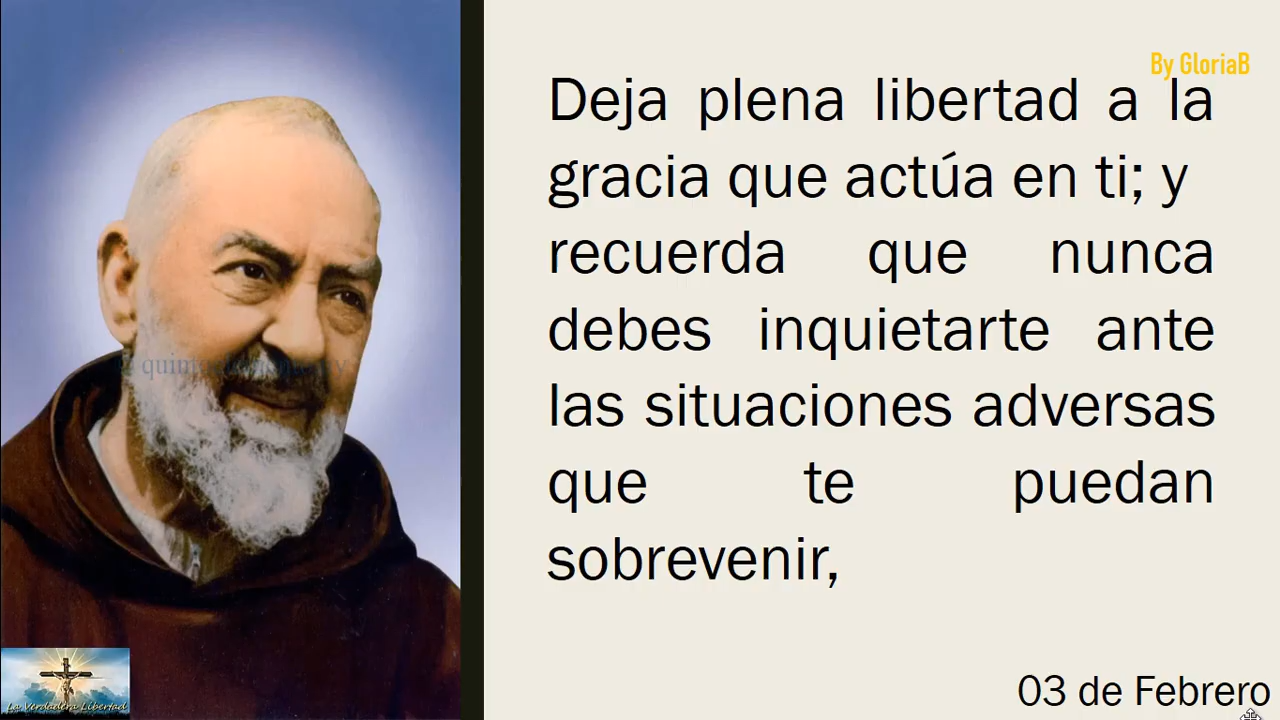 By GloriaB
Deja plena libertad a la
gracia que actúa en ti; y
recuerda que nunca
debes inquietarte ante
las situaciones adversas
que te puedan
sobrevenir,
La Verdadera Libertad
03 de Febrero